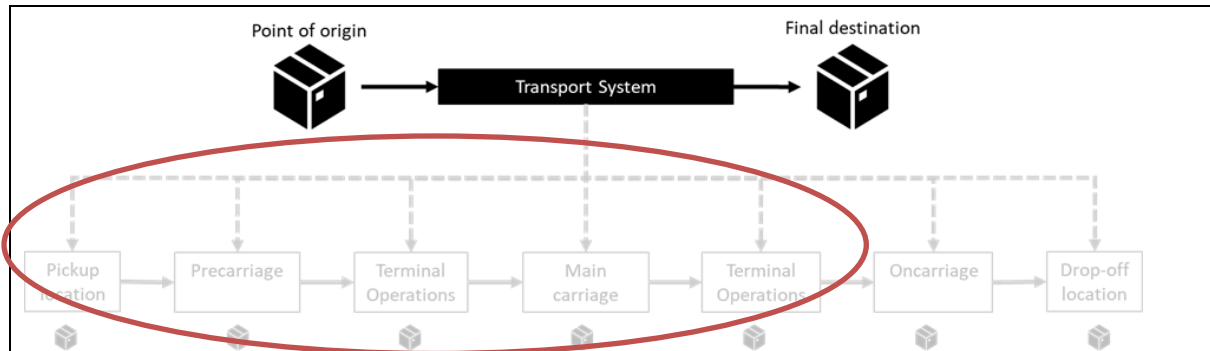 Point of origin
Final destination
Transport System
Pickup
location
Precarriage
Terminal
Operations
Main
carriage
Terminal
Operations
Oncarriage
Drop-off
location